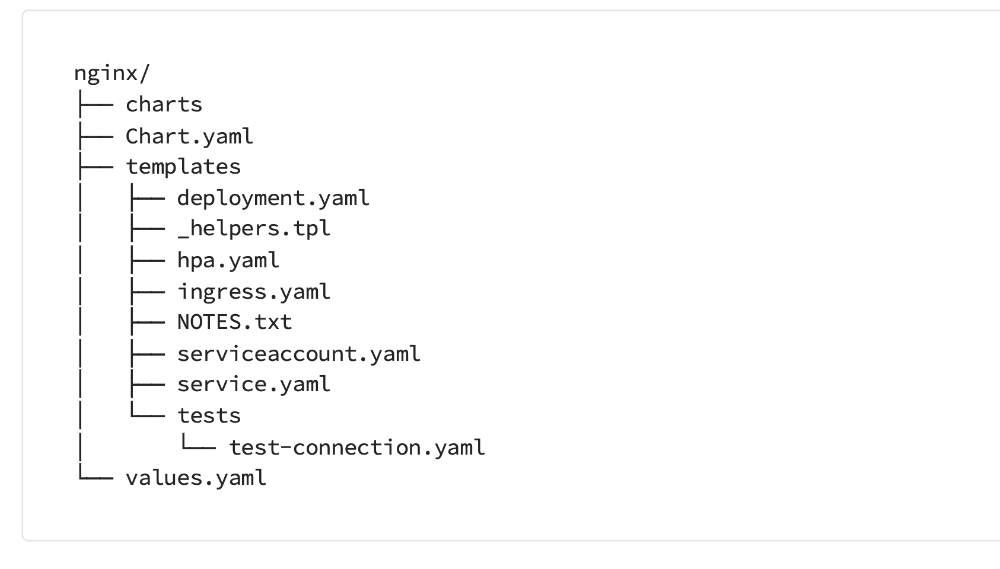 nginx/
├── charts
├── Chart.yaml
├── templates
│   ├── deployment.yaml
│   ├── _helpers.tpl
│   ├── hpa.yaml
│   ├── ingress.yaml
│   ├── NOTES.txt
│   ├── serviceaccount.yaml
│   ├── service.yaml
│   └── tests
│       └── test-connection.yaml
└── values.yaml